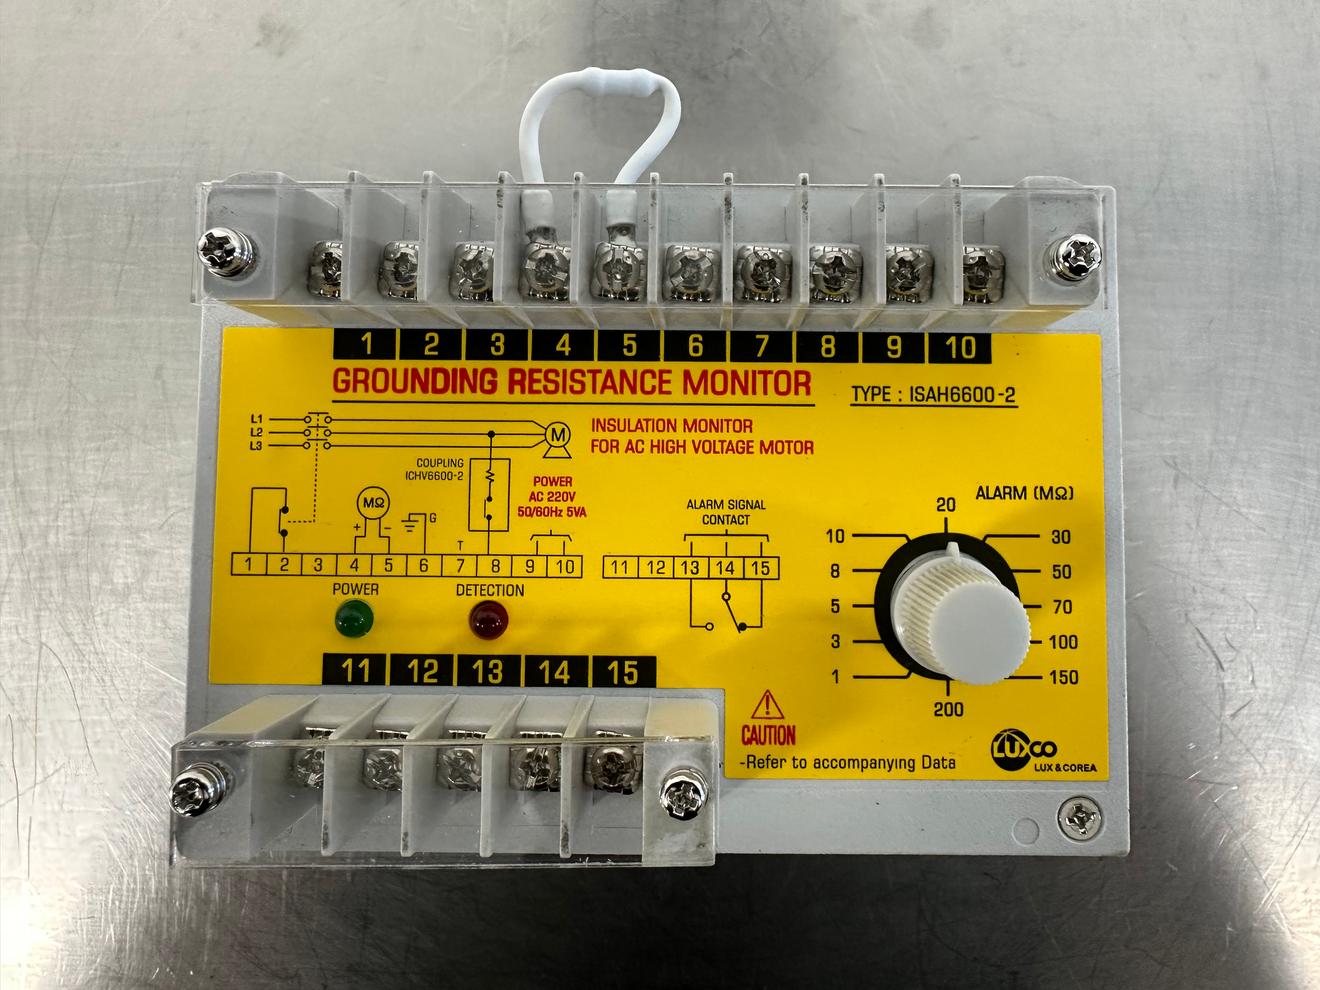 1 2 3 4 5 6 7 8 9 10
GROUNDING RESISTANCE MONITOR
TYPE : ISAH6600-2
INSULATION MONITOR
FOR AC HIGH VOLTAGE MOTOR
L1
L2
L3
M
COUPLING
ICHV6600-2
POWER
AC 220V
50/60Hz 5VA
MΩ
+ -
G
T
1 2 3 4 5 6 7 8 9 10
ALARM SIGNAL
CONTACT
11 12 13 14 15
POWER
DETECTION
11 12 13 14 15
ALARM (MΩ)
20
10 30
8 50
5 70
3 100
1 150
200
CAUTION
-Refer to accompanying Data
LUXCO
LUX & COREA